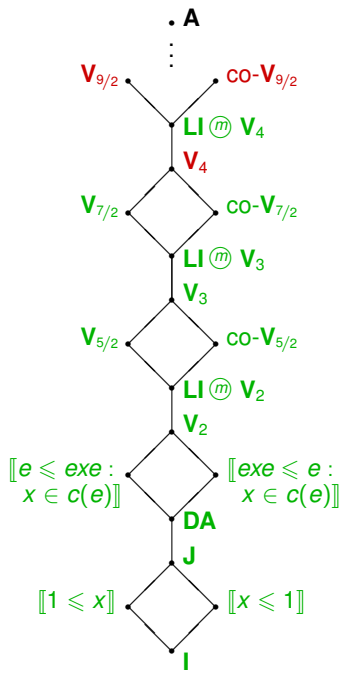 A
V9/2 co-V9/2
LI ⓜ V4
V4
V7/2 co-V7/2
LI ⓜ V3
V3
V5/2 co-V5/2
LI ⓜ V2
V2
⟦e ⩽ exe : ⟦exe ⩽ e :
x ∈ c(e)⟧ x ∈ c(e)⟧
DA
J
⟦1 ⩽ x⟧ ⟦x ⩽ 1⟧
I